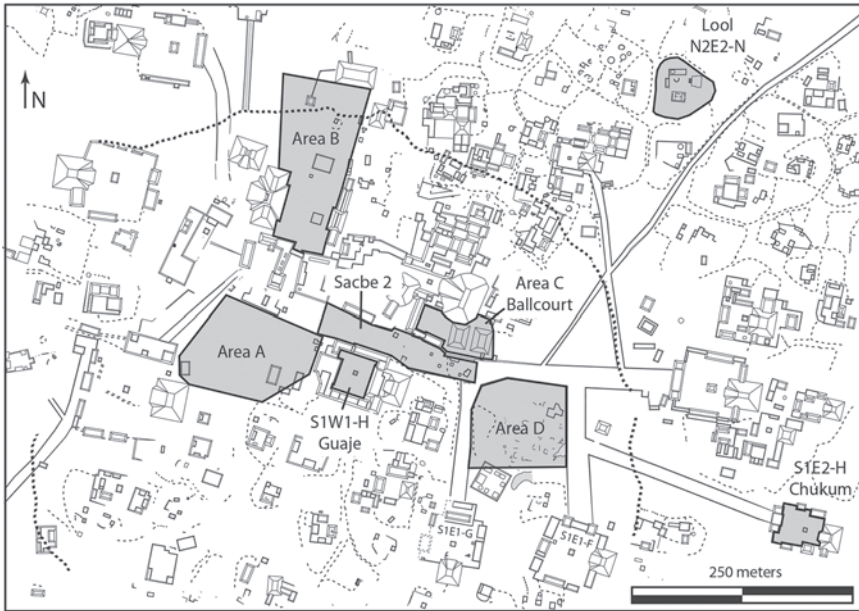 Lool
N2E2-N
N
Area B
Sacbe 2
Area C
Ballcourt
Area A
S1W1-H
Guaje
Area D
S1E2-H
Chukum
S1E1-G
S1E1-F
250 meters